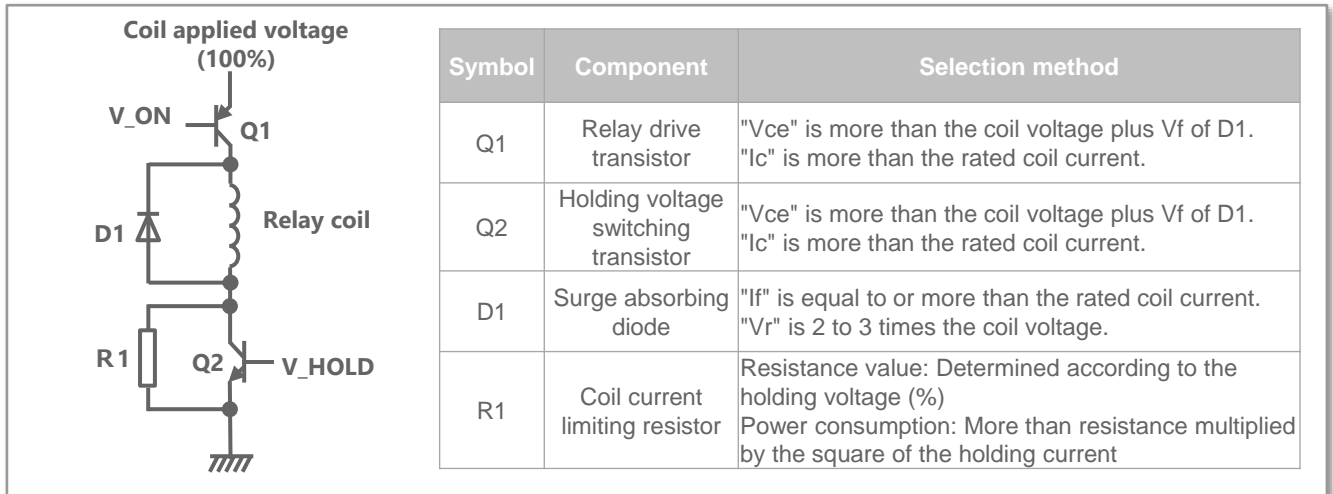 Coil applied voltage
(100%)
V_ON
Q1
D1
Relay coil
R1
Q2
V_HOLD
Symbol Component Selection method
Q1
Relay drive
transistor
"Vce" is more than the coil voltage plus Vf of D1.
"Ic" is more than the rated coil current.
Q2
Holding voltage
switching
transistor
"Vce" is more than the coil voltage plus Vf of D1.
"Ic" is more than the rated coil current.
D1
Surge absorbing
diode
"If" is equal to or more than the rated coil current.
"Vr" is 2 to 3 times the coil voltage.
R1
Coil current
limiting resistor
Resistance value: Determined according to the
holding voltage (%)
Power consumption: More than resistance multiplied
by the square of the holding current